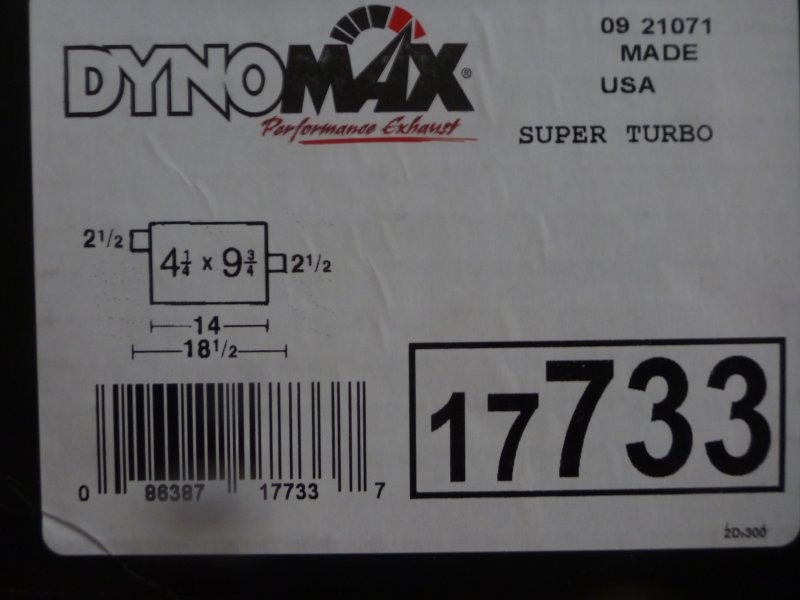 DYNOMAX®
Performance Exhaust
09 21071
MADE
USA
SUPER TURBO
2 1/2
4 1/4 x 9 3/4
2 1/2
14
18 1/2
17733
0 86387 17733 7
2D-300